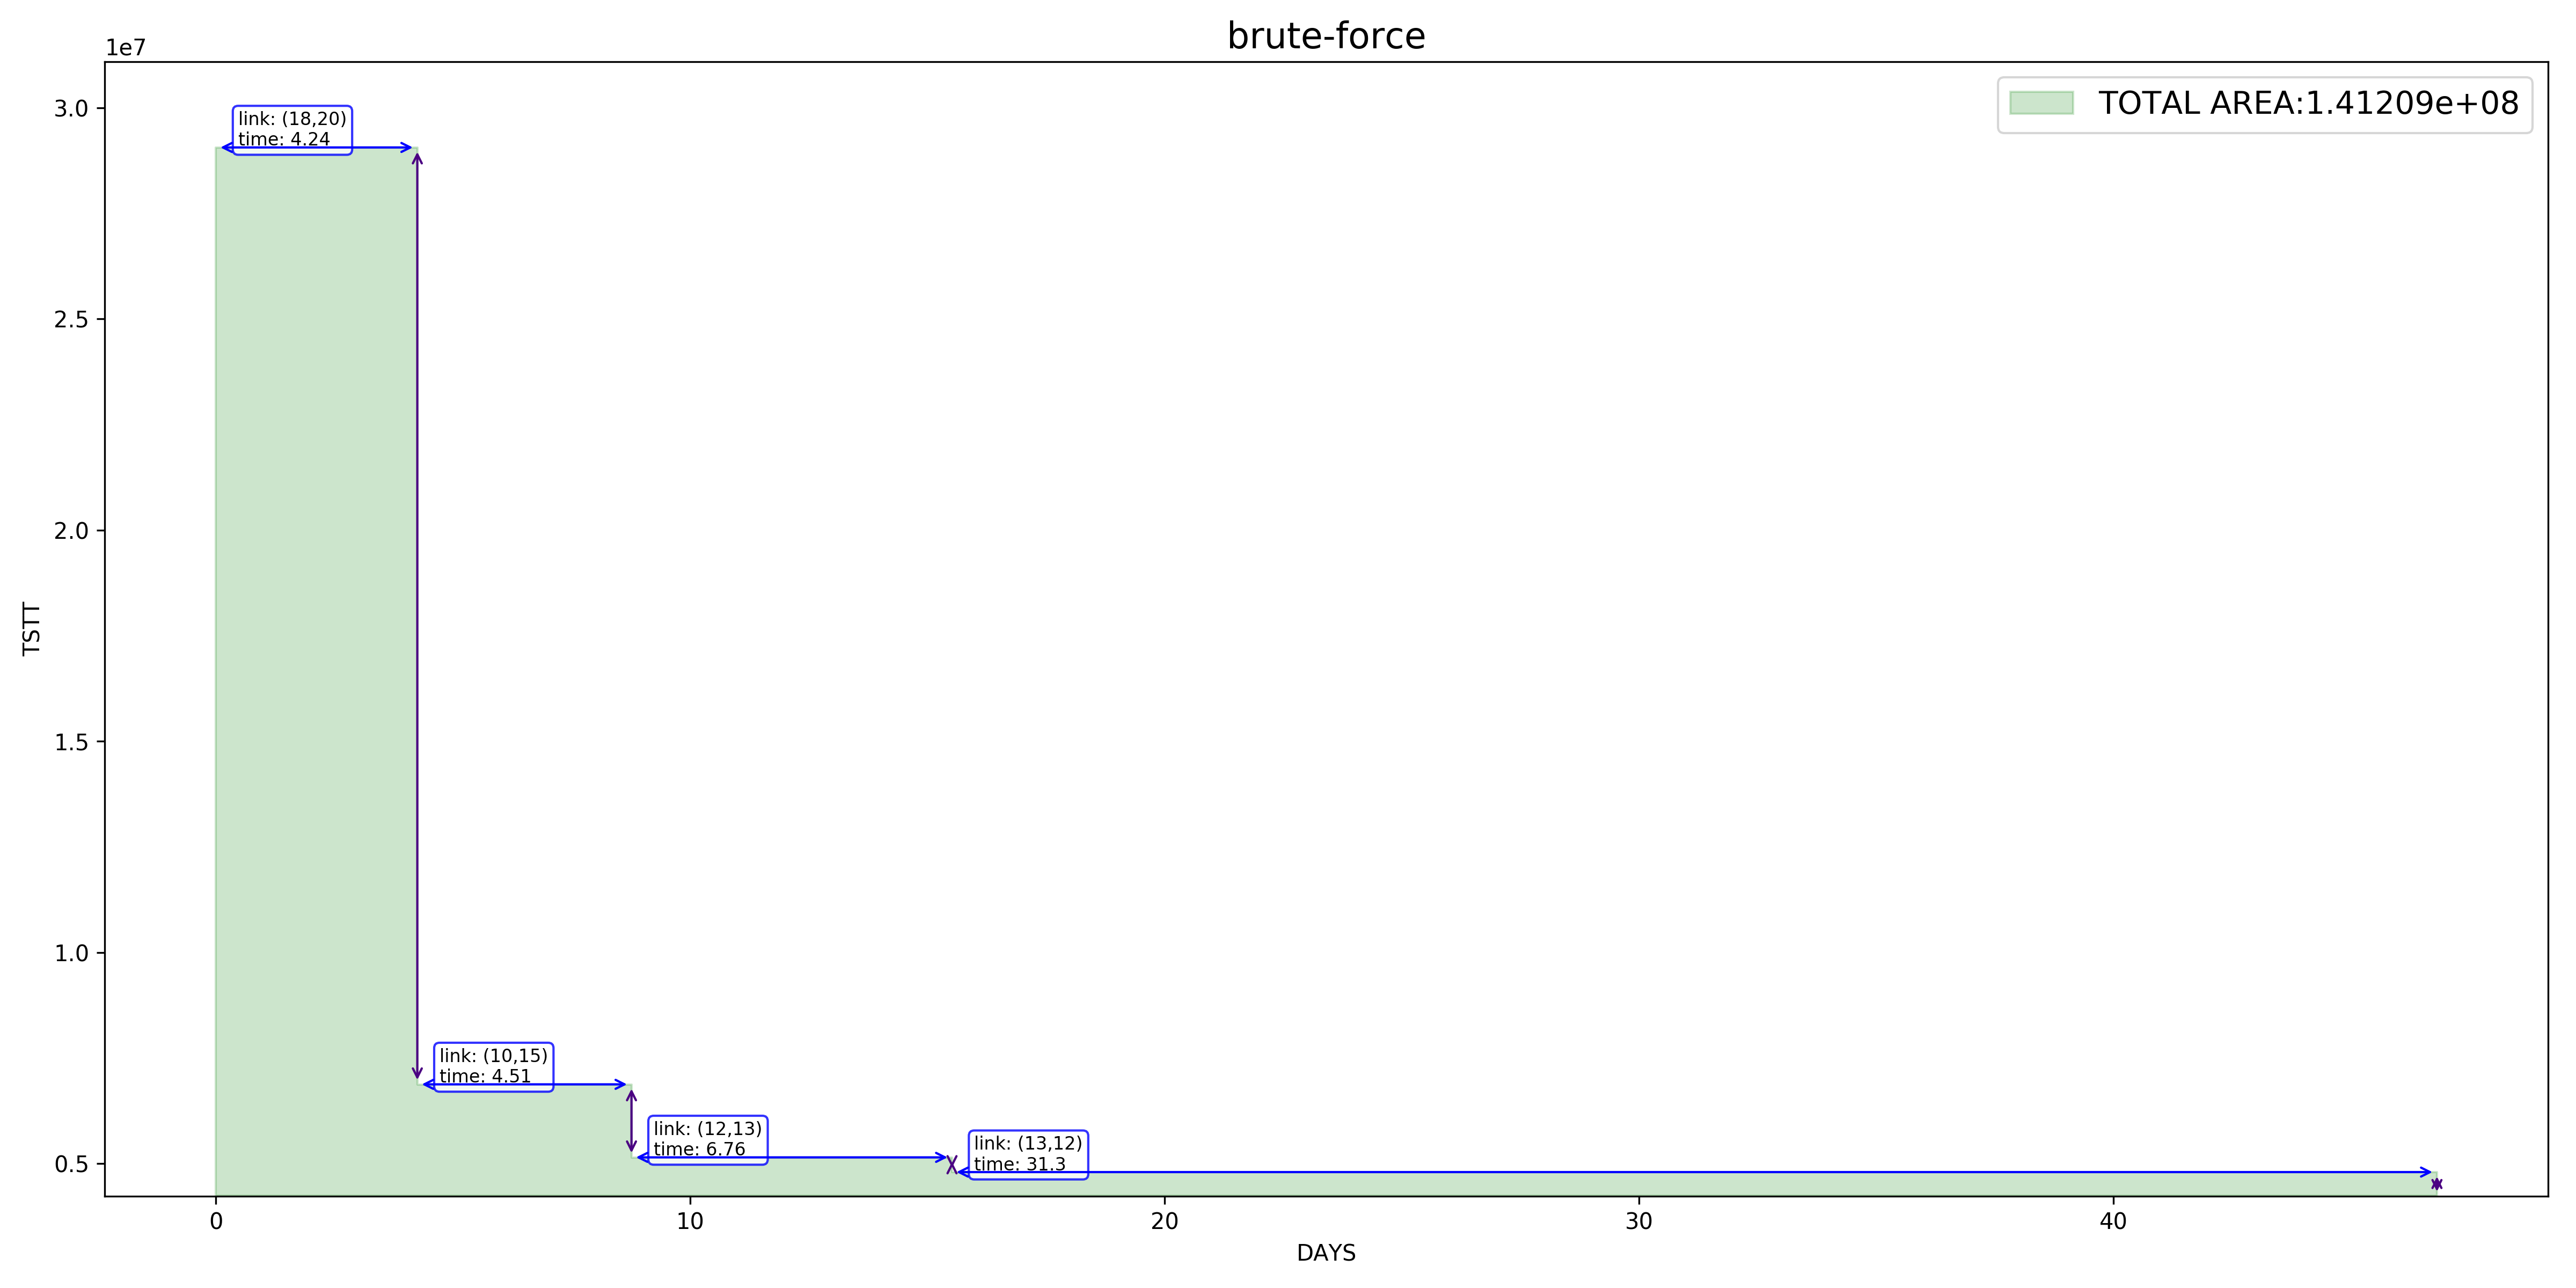 brute-force
1e7
TOTAL AREA:1.41209e+08
3.0
2.5
2.0
1.5
1.0
0.5
TSTT
link: (18,20)
time: 4.24
link: (10,15)
time: 4.51
link: (12,13)
time: 6.76
link: (13,12)
time: 31.3
0
10
20
30
40
DAYS